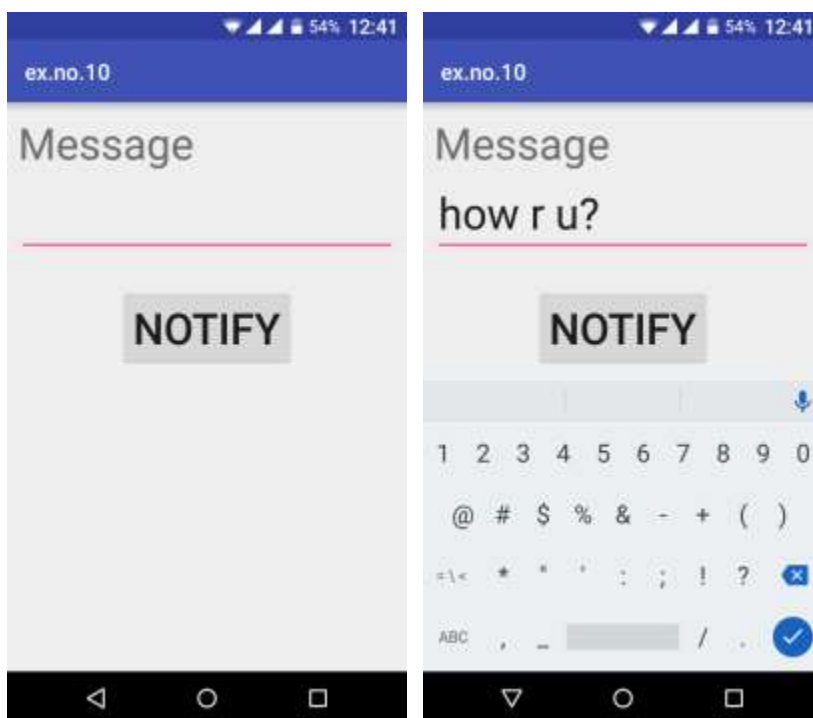 54% 12:41
ex.no.10
Message
NOTIFY
54% 12:41
ex.no.10
Message
how r u?
NOTIFY
1 2 3 4 5 6 7 8 9 0
@ # $ % & - + ( )
=\< * " ' : ; ! ?
ABC , _ / .